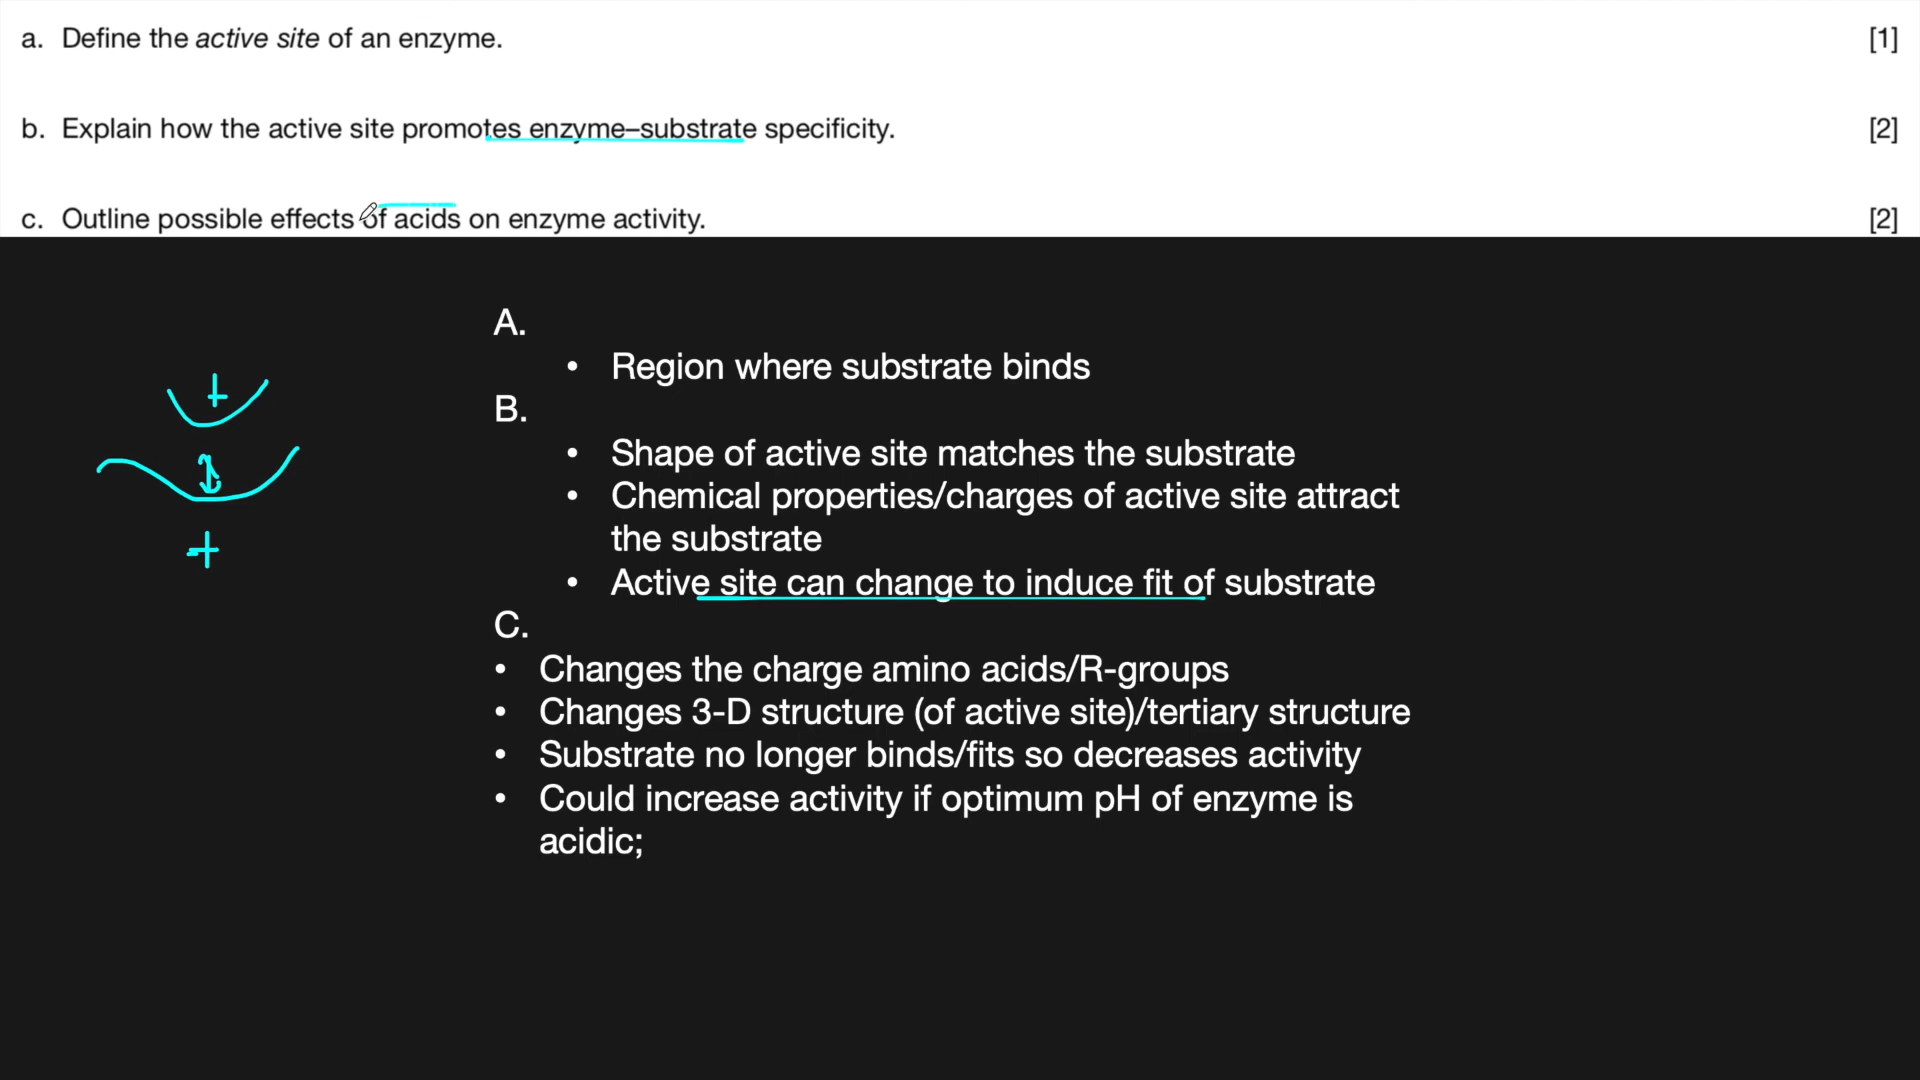 a. Define the active site of an enzyme. [1]
b. Explain how the active site promotes enzyme–substrate specificity. [2]
c. Outline possible effects of acids on enzyme activity. [2]
A.
• Region where substrate binds
B.
• Shape of active site matches the substrate
• Chemical properties/charges of active site attract
the substrate
• Active site can change to induce fit of substrate
C.
• Changes the charge amino acids/R-groups
• Changes 3-D structure (of active site)/tertiary structure
• Substrate no longer binds/fits so decreases activity
• Could increase activity if optimum pH of enzyme is
acidic;
+
+